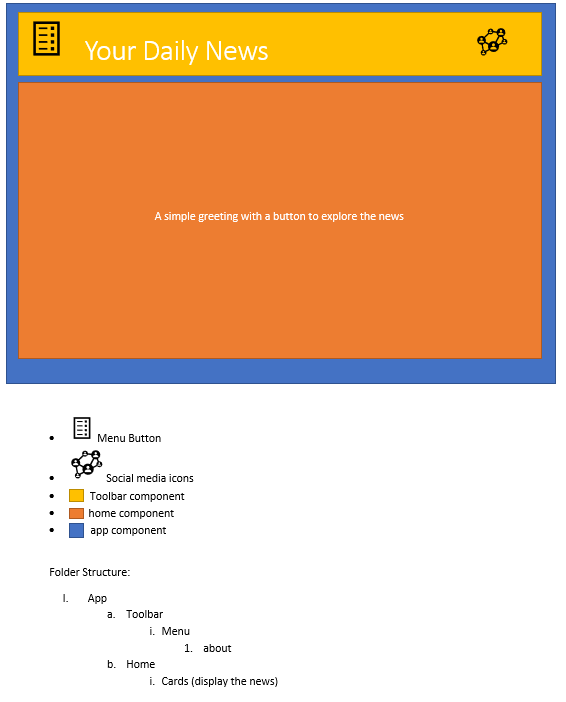 Your Daily News
A simple greeting with a button to explore the news
• Menu Button
• Social media icons
• Toolbar component
• home component
• app component
Folder Structure:
I. App
a. Toolbar
i. Menu
1. about
b. Home
i. Cards (display the news)